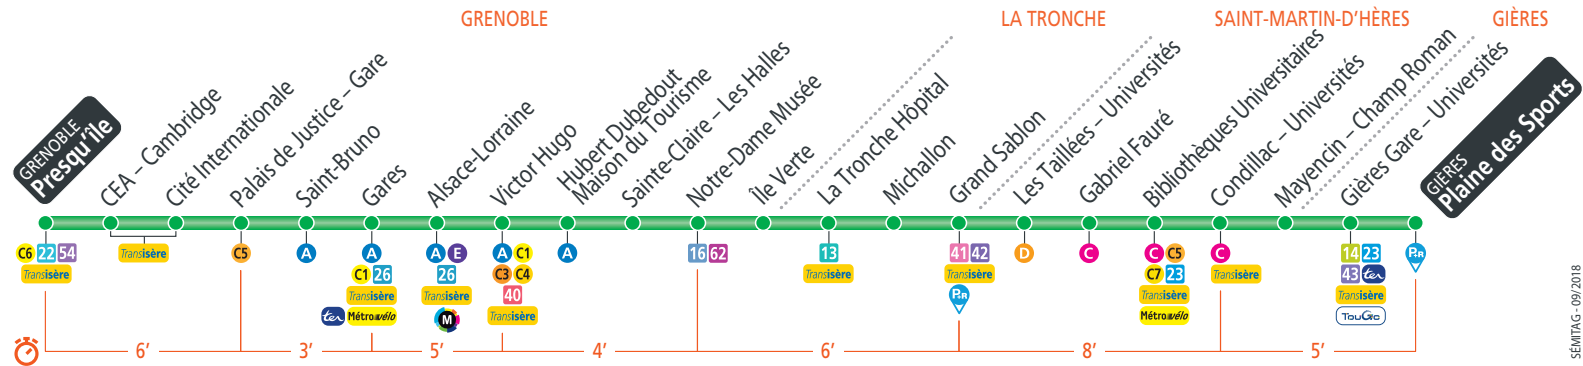 GRENOBLE
LA TRONCHE
SAINT-MARTIN-D'HÈRES
GIÈRES
GRENOBLE
Presqu'île
CEA – Cambridge
Cité Internationale
Palais de Justice – Gare
Saint-Bruno
Gares
Alsace-Lorraine
Victor Hugo
Hubert Dubedout
Maison du Tourisme
Sainte-Claire – Les Halles
Notre-Dame Musée
Île Verte
La Tronche Hôpital
Michallon
Grand Sablon
Les Taillées – Universités
Gabriel Fauré
Bibliothèques Universitaires
Condillac – Universités
Mayencin – Champ Roman
Gières Gare – Universités
GIÈRES
Plaine des Sports
C6 22 54
Transisère
Transisère
C5
A
A
C1 26
Transisère
ter Métrovélo
A E
26
Transisère
M
A C1
C3 C4
40
Transisère
A
16 62
13
Transisère
41 42
Transisère
P+R
D
C
C C5
C7 23
Transisère
Métrovélo
C
Transisère
14 23
43 ter
Transisère
TouGo
P+R
6’ 3’ 5’ 4’ 6’ 8’ 5’
SÉMITAG - 09/2018